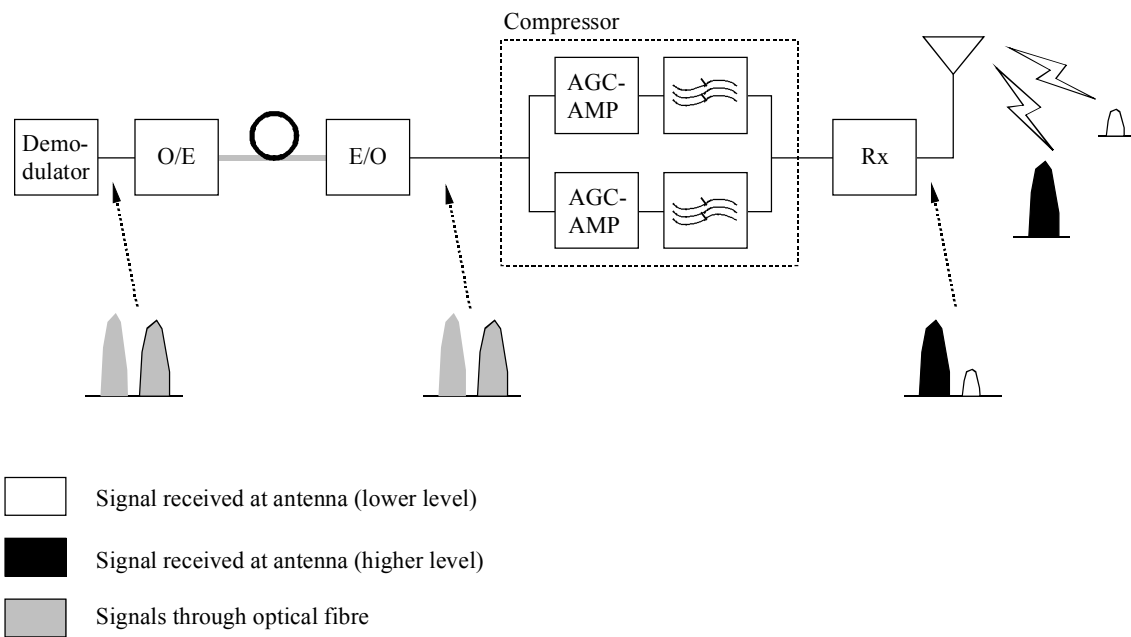 Compressor
AGC-
AMP
Demo-
dulator
O/E
E/O
Rx
AGC-
AMP
Signal received at antenna (lower level)
Signal received at antenna (higher level)
Signals through optical fibre